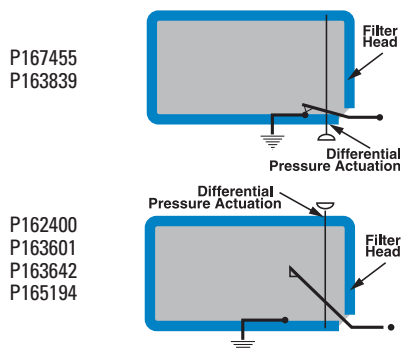 P167455
P163839
Filter
Head
Differential
Pressure Actuation
Differential
Pressure Actuation
P162400
P163601
P163642
P165194
Filter
Head